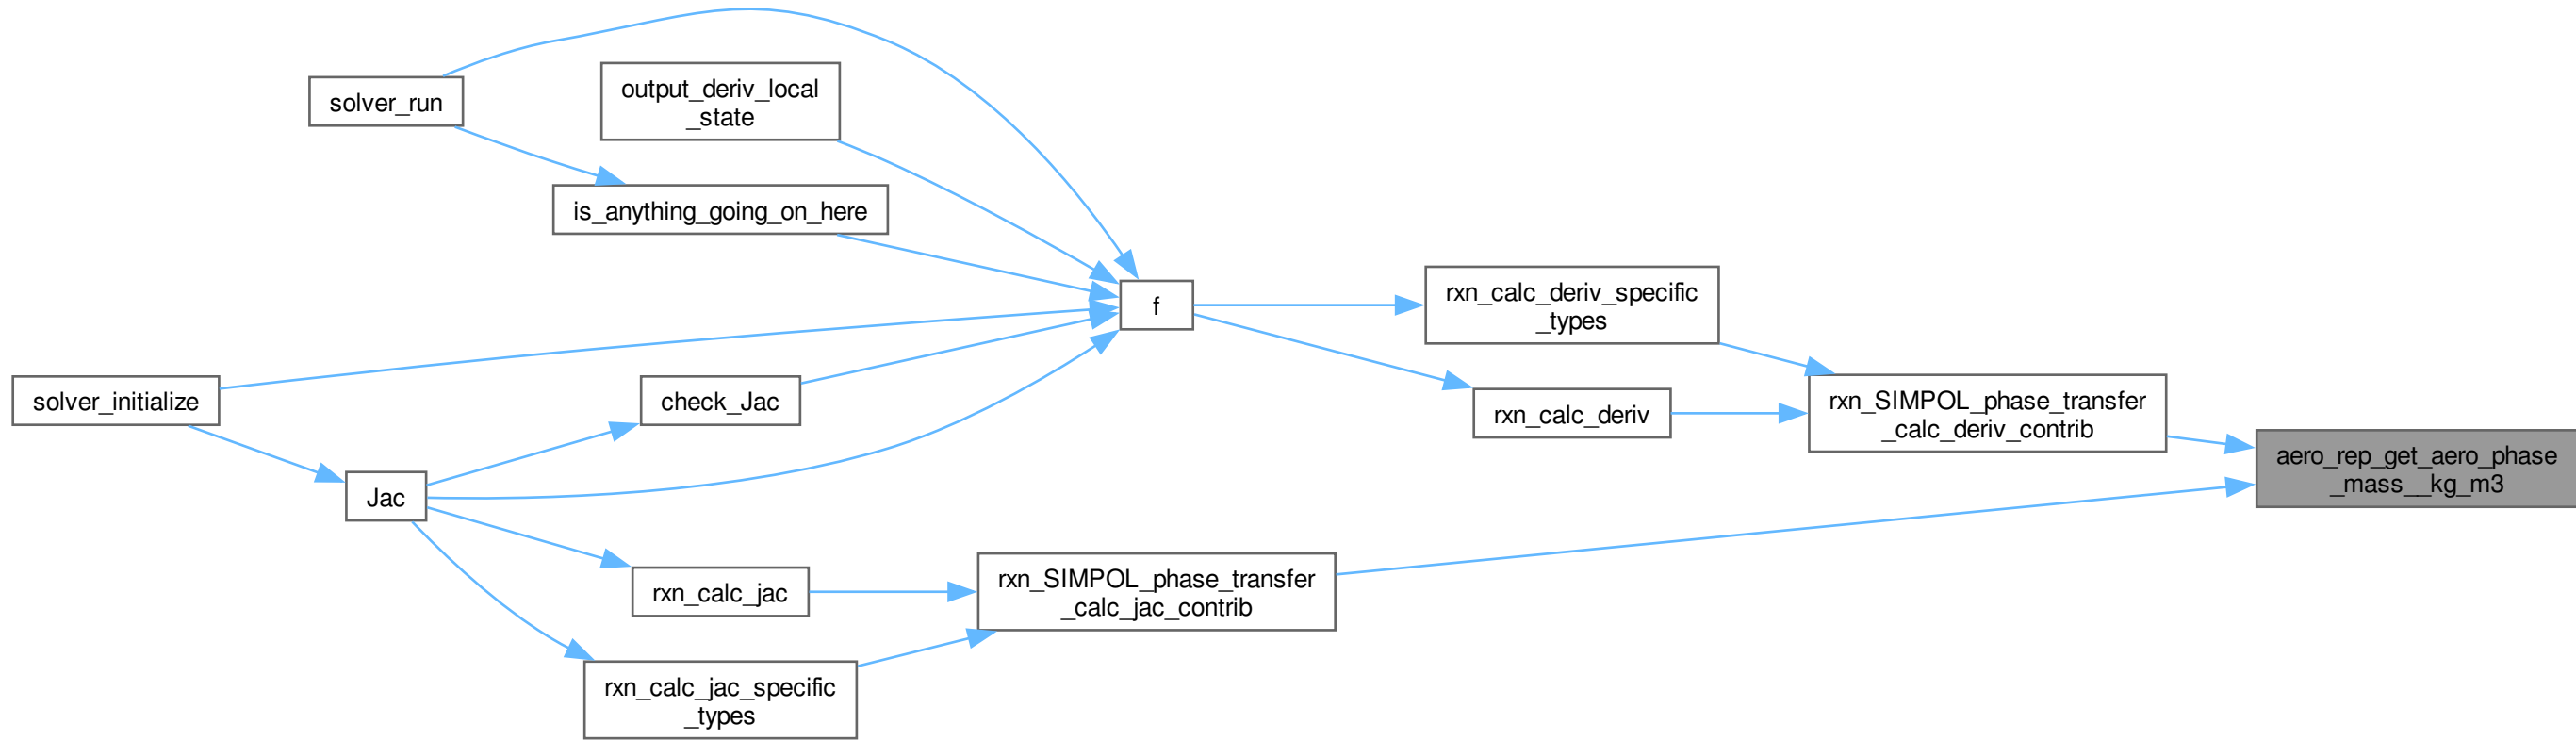 solver_run
output_deriv_local
_state
is_anything_going_on_here
f
rxn_calc_deriv_specific
_types
solver_initialize
check_Jac
rxn_calc_deriv
rxn_SIMPOL_phase_transfer
_calc_deriv_contrib
aero_rep_get_aero_phase
_mass__kg_m3
Jac
rxn_calc_jac
rxn_SIMPOL_phase_transfer
_calc_jac_contrib
rxn_calc_jac_specific
_types